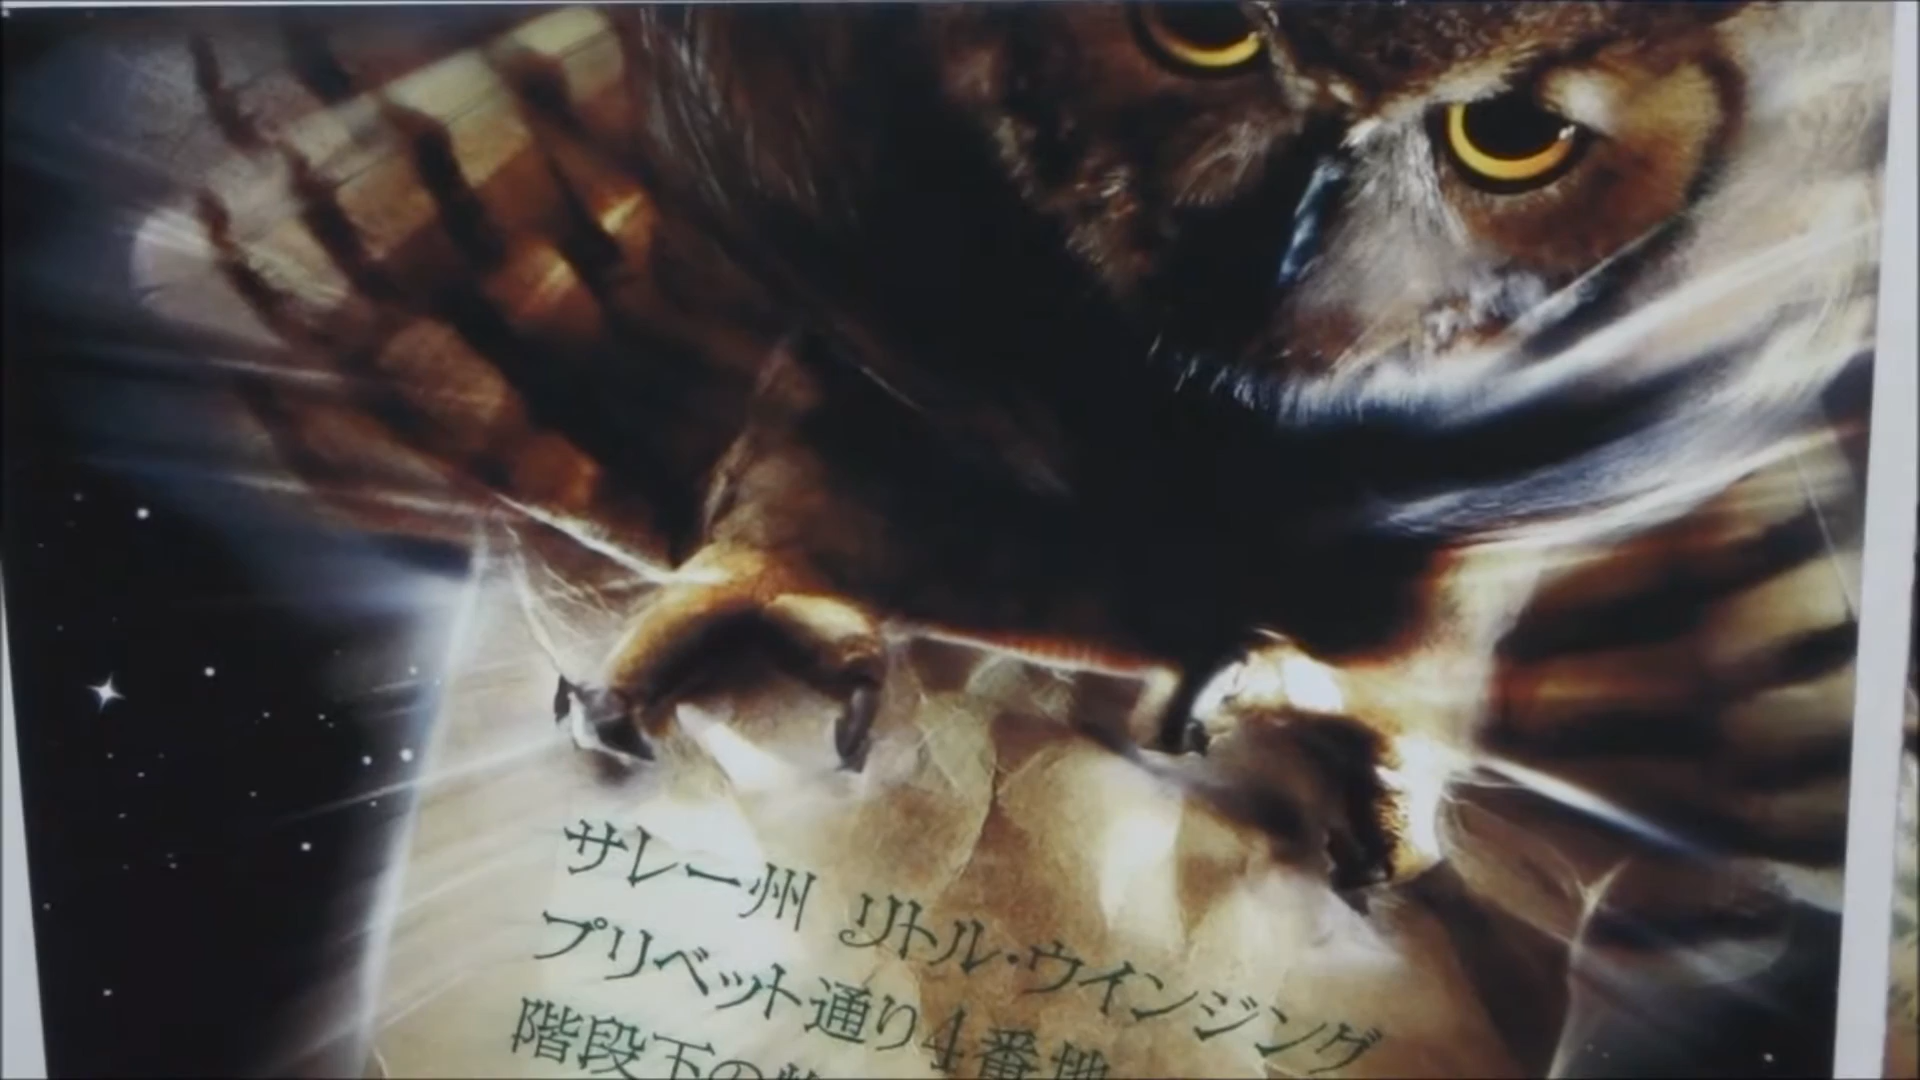 サレー州 リトル・ウインジング
プリベット通り4番地
階段下の